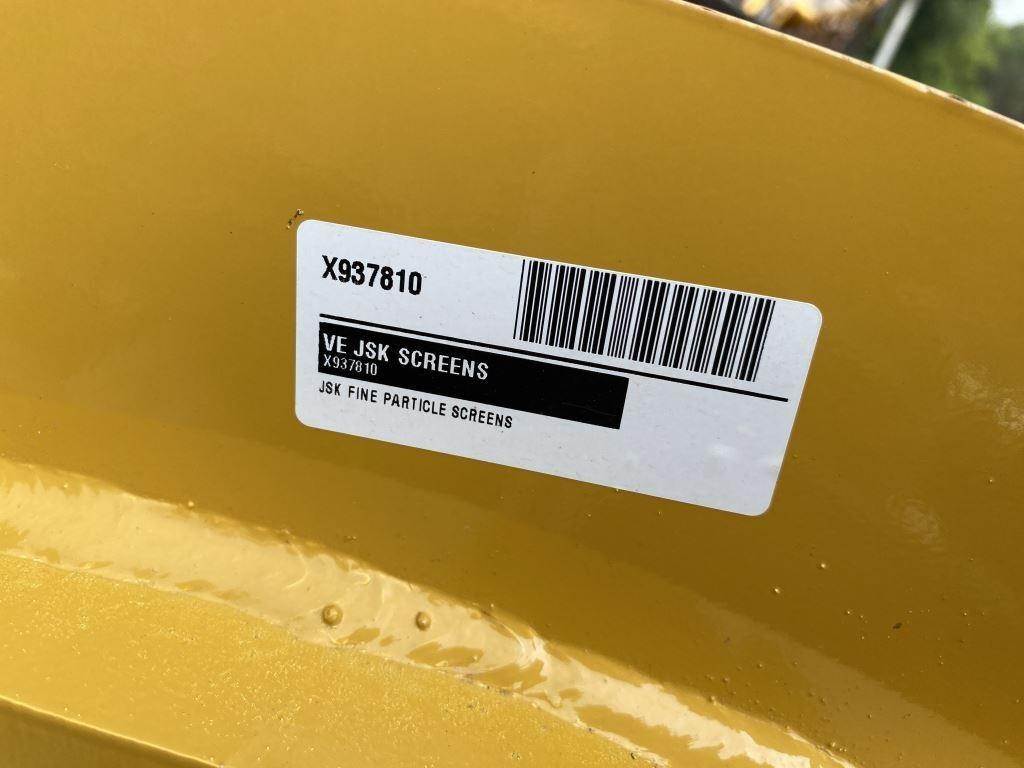 X937810
VE JSK SCREENS
X937810
JSK FINE PARTICLE SCREENS